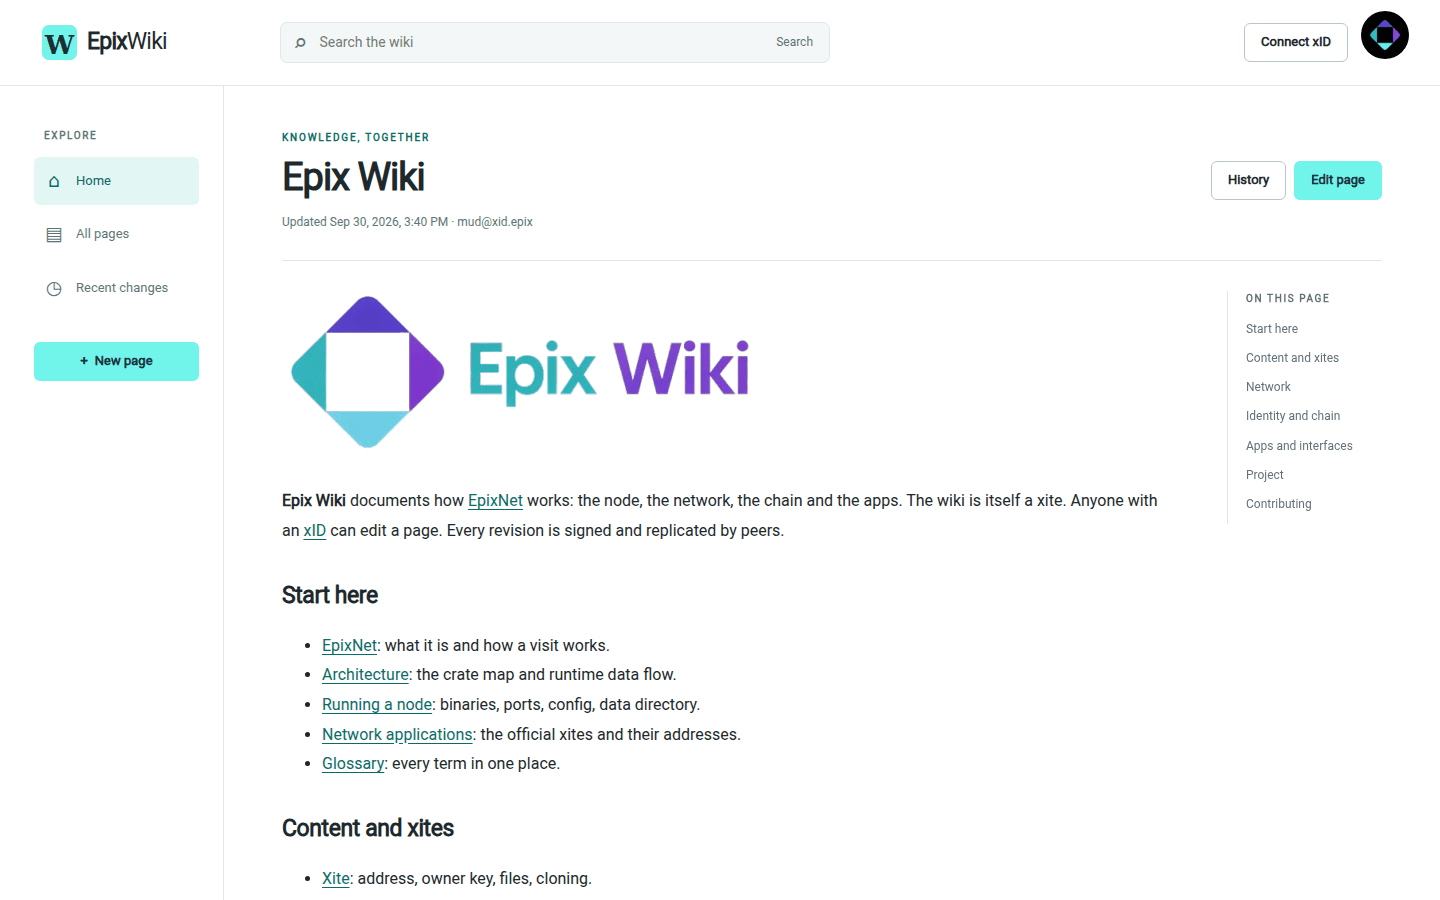 W EpixWiki
Search the wiki
Search
Connect xID
EXPLORE
Home
All pages
Recent changes
+ New page
KNOWLEDGE, TOGETHER
Epix Wiki
Updated Sep 30, 2026, 3:40 PM · mud@xid.epix
History
Edit page
Epix Wiki
Epix Wiki documents how EpixNet works: the node, the network, the chain and the apps. The wiki is itself a xite. Anyone with
an xID can edit a page. Every revision is signed and replicated by peers.
Start here
EpixNet: what it is and how a visit works.
Architecture: the crate map and runtime data flow.
Running a node: binaries, ports, config, data directory.
Network applications: the official xites and their addresses.
Glossary: every term in one place.
Content and xites
Xite: address, owner key, files, cloning.
ON THIS PAGE
Start here
Content and xites
Network
Identity and chain
Apps and interfaces
Project
Contributing